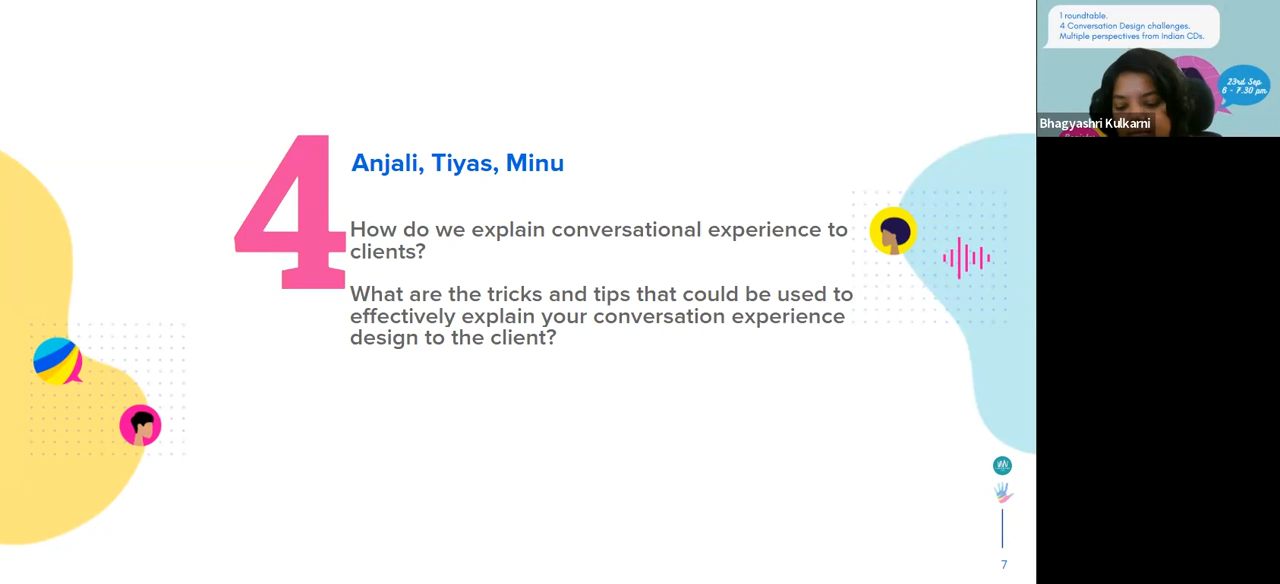 4
Anjali, Tiyas, Minu
How do we explain conversational experience to
clients?
What are the tricks and tips that could be used to
effectively explain your conversation experience
design to the client?
7
1 roundtable.
4 Conversation Design challenges.
Multiple perspectives from Indian CDs.
23rd Sep
6 - 7.30 pm
Bhagyashri Kulkarni